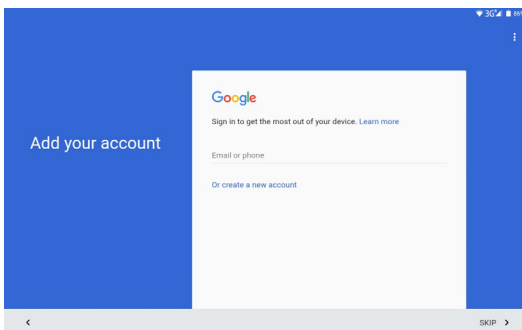 3G 86%
Google
Sign in to get the most out of your device. Learn more
Add your account
Email or phone
Or create a new account
SKIP